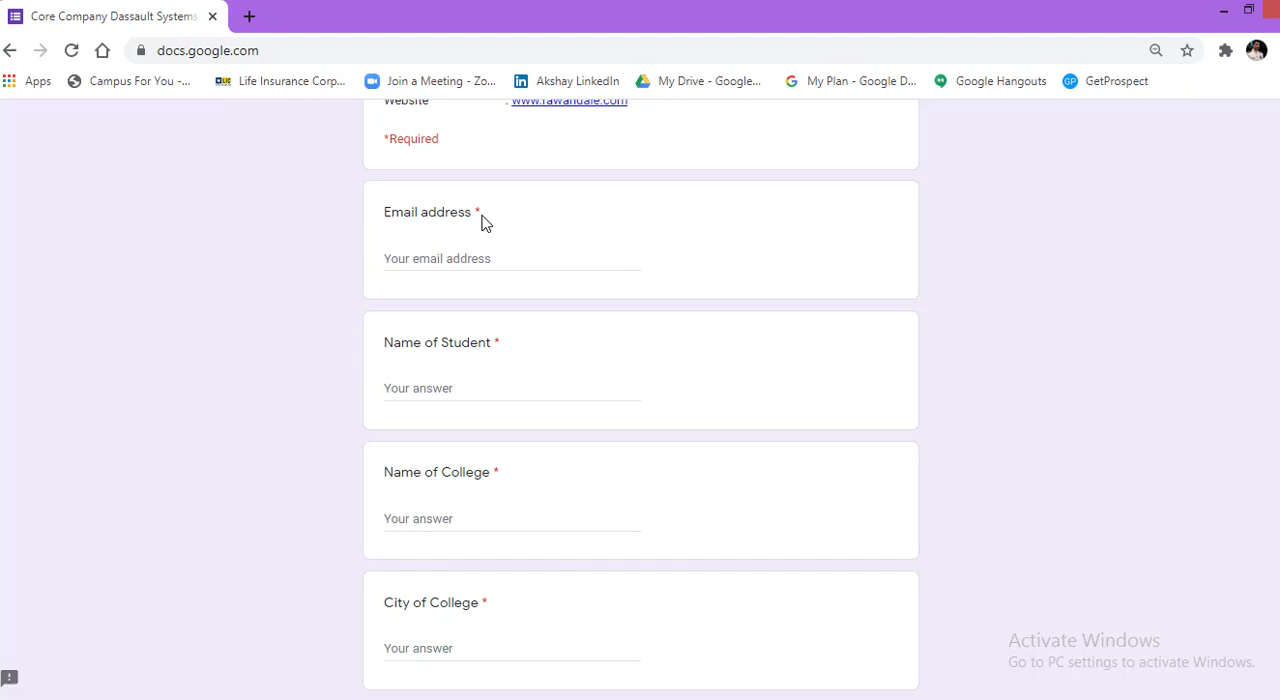 Core Company Dassault Systems
docs.google.com
Apps
Campus For You -...
LIC
Life Insurance Corp...
Join a Meeting - Zo...
in
Akshay LinkedIn
My Drive - Google...
G
My Plan - Google D...
Google Hangouts
GP
GetProspect
Website : www.rawandale.com
*Required
Email address *
Your email address
Name of Student *
Your answer
Name of College *
Your answer
City of College *
Your answer
Activate Windows
Go to PC settings to activate Windows.